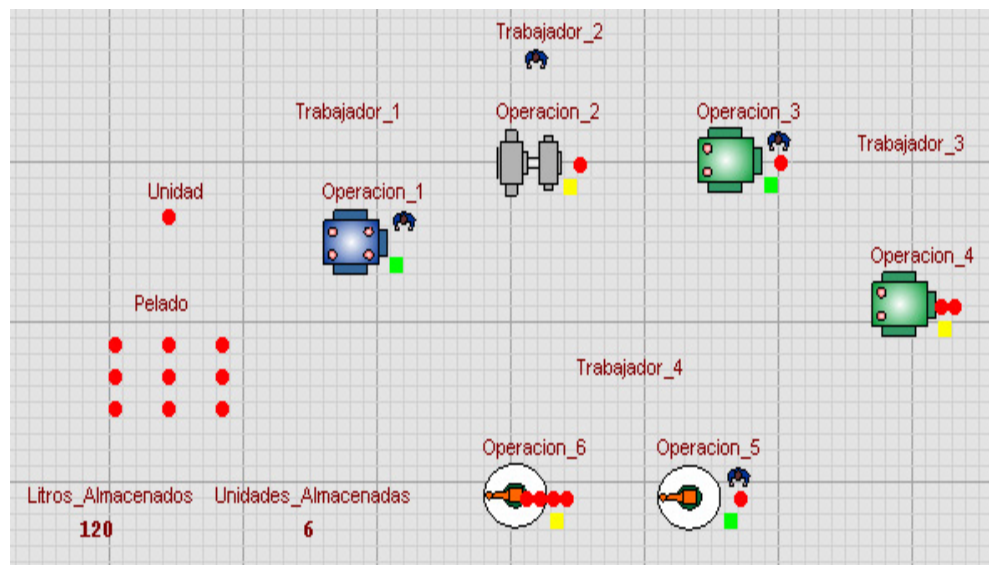 Trabajador_2
Trabajador_1
Operacion_2
Operacion_3
Trabajador_3
Unidad
Operacion_1
Operacion_4
Pelado
Trabajador_4
Operacion_6
Operacion_5
Litros_Almacenados
Unidades_Almacenadas
120
6